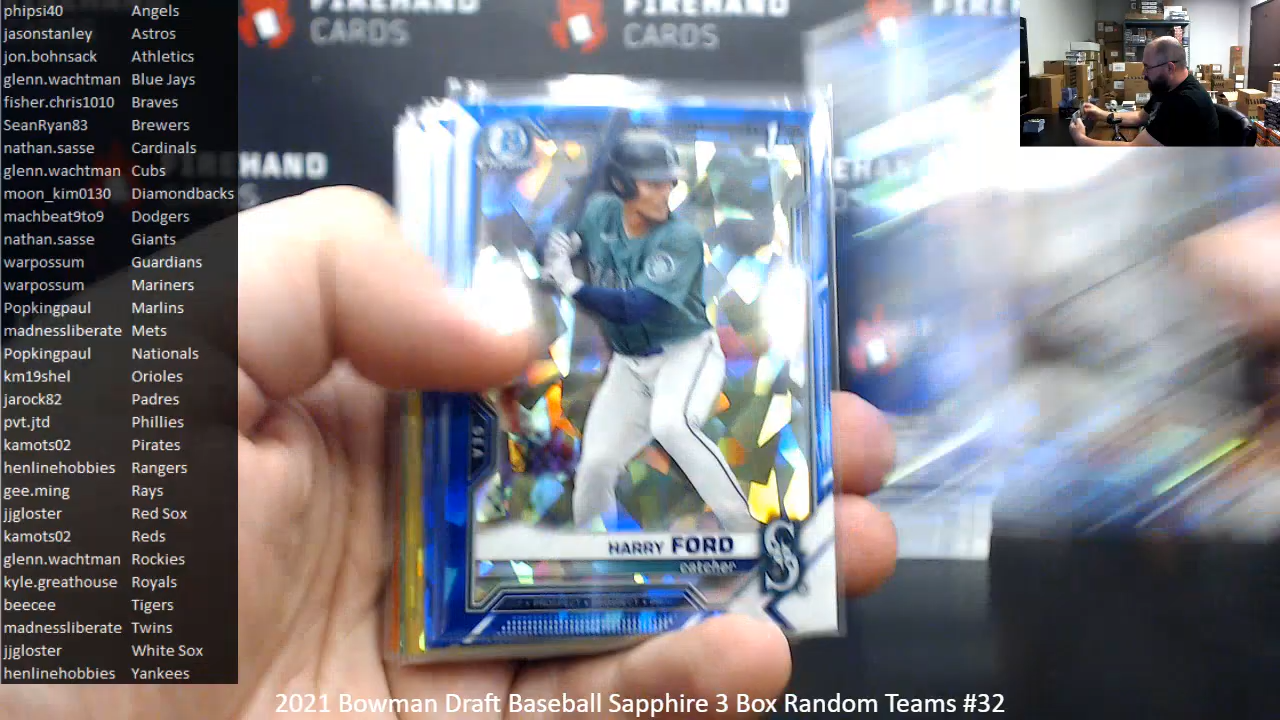 phipsi40 Angels
jasonstanley Astros
jon.bohnsack Athletics
glenn.wachtman Blue Jays
fisher.chris1010 Braves
SeanRyan83 Brewers
nathan.sasse Cardinals
glenn.wachtman Cubs
moon_kim0130 Diamondbacks
machbeat9to9 Dodgers
nathan.sasse Giants
warpossum Guardians
warpossum Mariners
Popkingpaul Marlins
madnessliberate Mets
Popkingpaul Nationals
km19shel Orioles
jarock82 Padres
pvt.jtd Phillies
kamots02 Pirates
henlinehobbies Rangers
gee.ming Rays
jjgloster Red Sox
kamots02 Reds
glenn.wachtman Rockies
kyle.greathouse Royals
beecee Tigers
madnessliberate Twins
jjgloster White Sox
henlinehobbies Yankees
FIREHAND
CARDS
FIREHAND
CARDS
FIREHAND
HARRY FORD
catcher
2021 Bowman Draft Baseball Sapphire 3 Box Random Teams #32